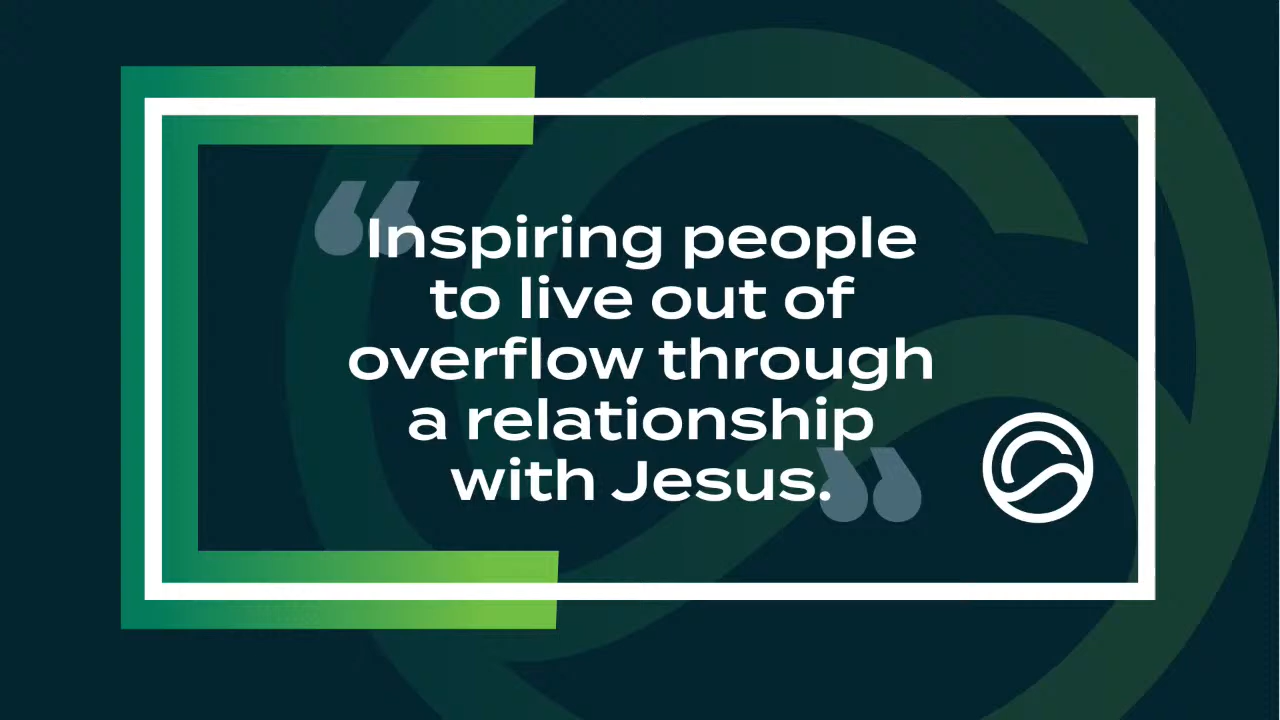 “Inspiring people
to live out of
overflow through
a relationship
with Jesus.”